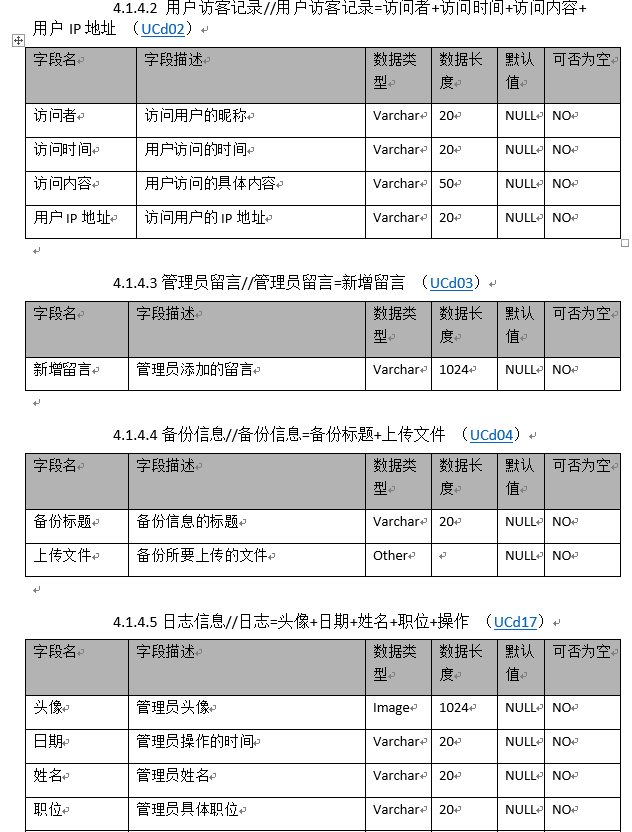 4.1.4.2 用户访客记录//用户访客记录=访问者+访问时间+访问内容+
用户 IP 地址 （UCd02）
字段名 字段描述 数据类型 数据长度 默认值 可否为空
访问者 访问用户的昵称 Varchar 20 NULL NO
访问时间 用户访问的时间 Varchar 20 NULL NO
访问内容 用户访问的具体内容 Varchar 50 NULL NO
用户 IP 地址 访问用户的 IP 地址 Varchar 20 NULL NO
4.1.4.3 管理员留言//管理员留言=新增留言 （UCd03）
字段名 字段描述 数据类型 数据长度 默认值 可否为空
新增留言 管理员添加的留言 Varchar 1024 NULL NO
4.1.4.4 备份信息//备份信息=备份标题+上传文件 （UCd04）
字段名 字段描述 数据类型 数据长度 默认值 可否为空
备份标题 备份信息的标题 Varchar 20 NULL NO
上传文件 备份所要上传的文件 Other NULL NO
4.1.4.5 日志信息//日志=头像+日期+姓名+职位+操作 （UCd17）
字段名 字段描述 数据类型 数据长度 默认值 可否为空
头像 管理员头像 Image 1024 NULL NO
日期 管理员操作的时间 Varchar 20 NULL NO
姓名 管理员姓名 Varchar 20 NULL NO
职位 管理员具体职位 Varchar 20 NULL NO